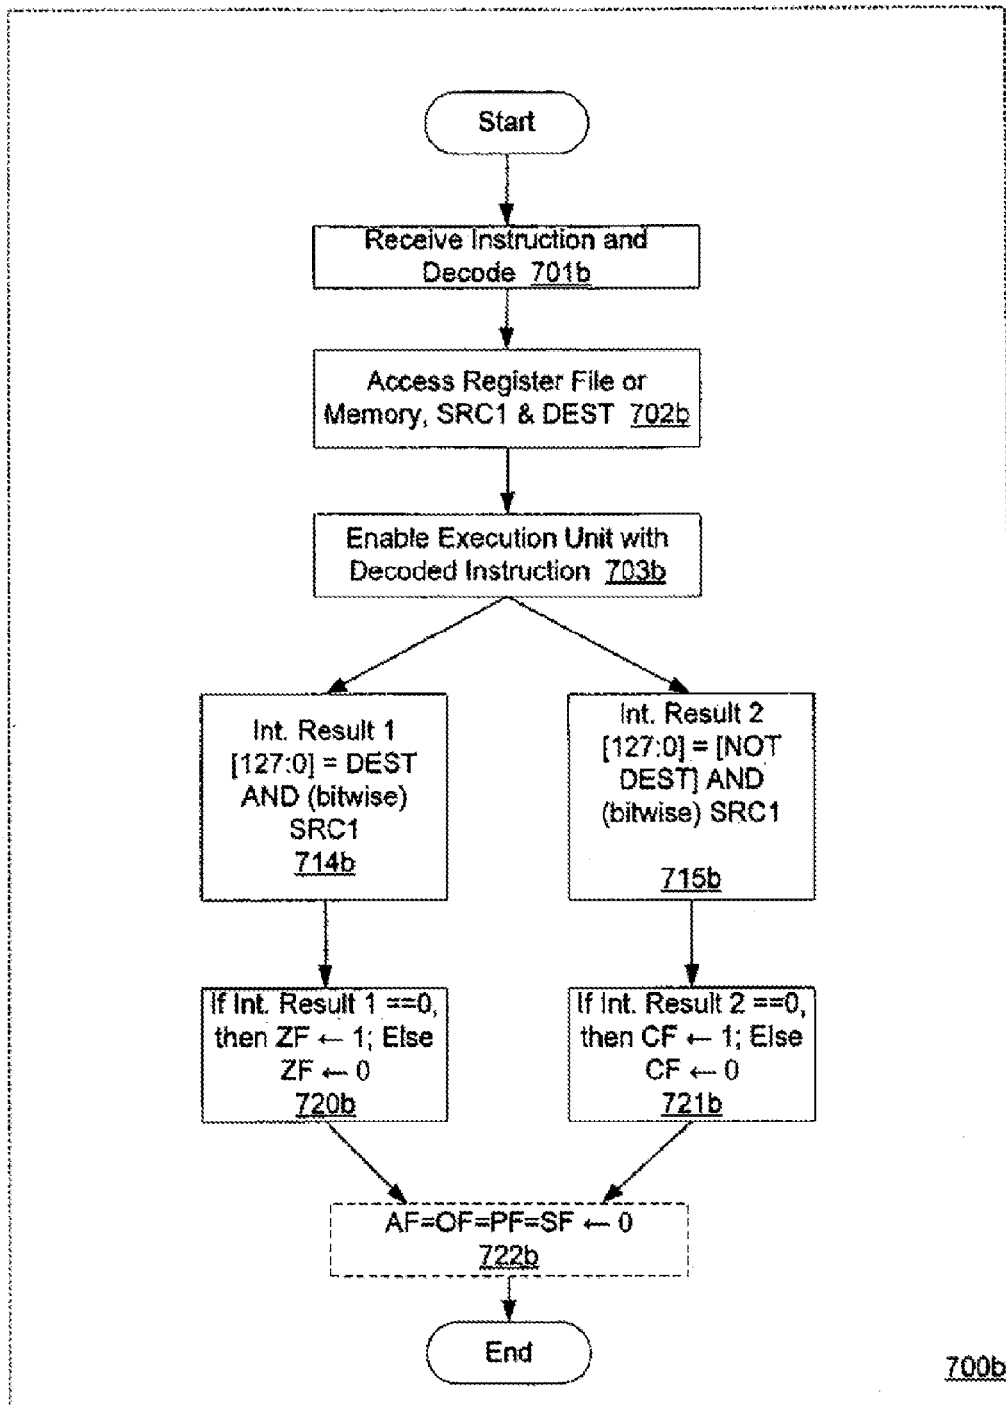 Start
Receive Instruction and
Decode 701b
Access Register File or
Memory, SRC1 & DEST 702b
Enable Execution Unit with
Decoded Instruction 703b
Int. Result 1
[127:0] = DEST
AND (bitwise)
SRC1
714b
Int. Result 2
[127:0] = [NOT
DEST] AND
(bitwise) SRC1
715b
If Int. Result 1 ==0,
then ZF ← 1; Else
ZF ← 0
720b
If Int. Result 2 ==0,
then CF ← 1; Else
CF ← 0
721b
AF=OF=PF=SF ← 0
722b
End
700b